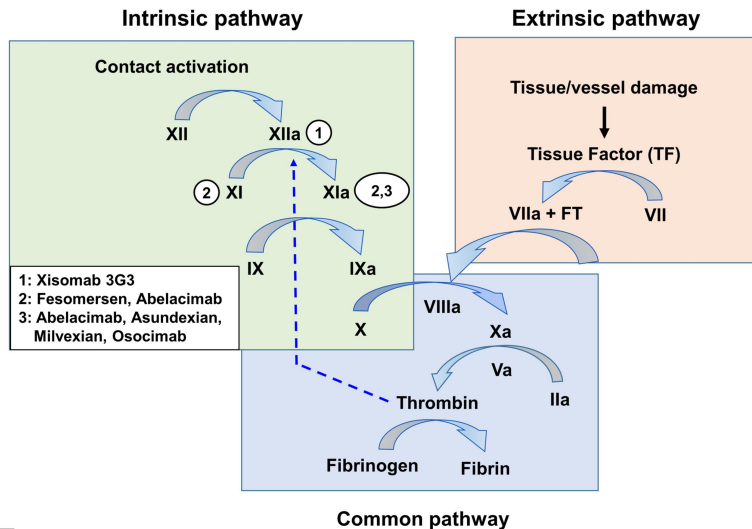 Intrinsic pathway
Extrinsic pathway
Contact activation
XII
XIIa
1
2
XI
XIa
2,3
IX
IXa
1: Xisomab 3G3
2: Fesomersen, Abelacimab
3: Abelacimab, Asundexian,
Milvexian, Osocimab
Tissue/vessel damage
Tissue Factor (TF)
VIIa + FT
VII
VIIIa
X
Xa
Va
Thrombin
IIa
Fibrinogen
Fibrin
Common pathway